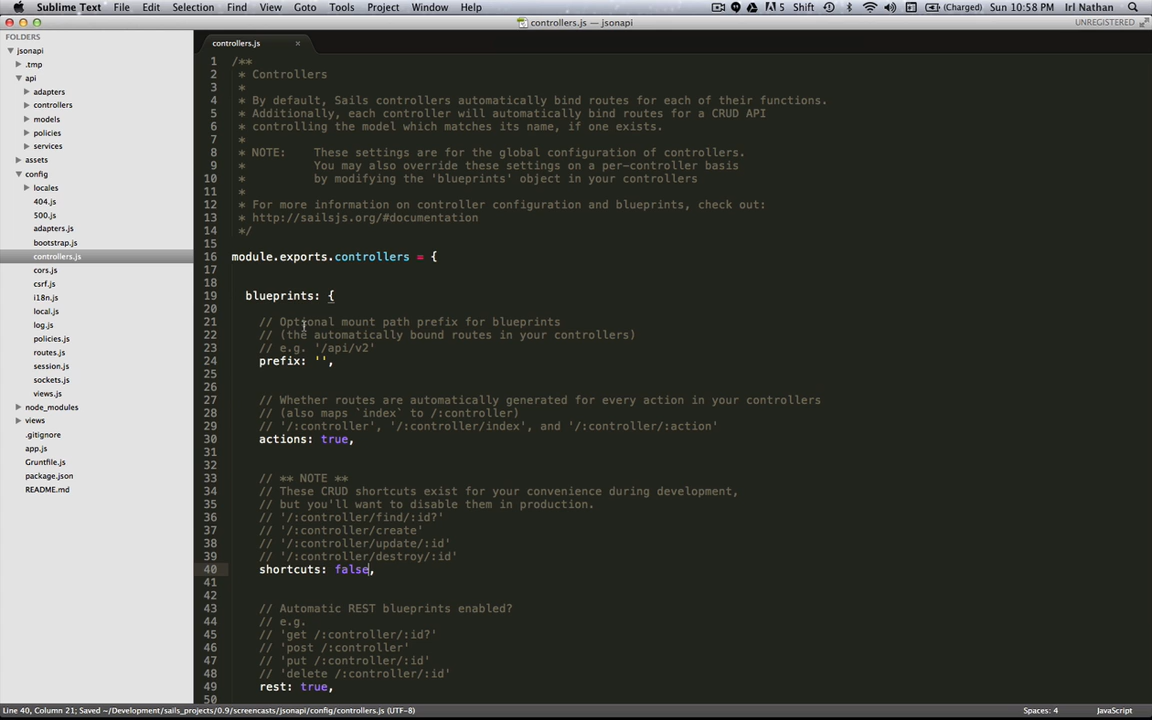 Sublime Text File Edit Selection Find View Goto Tools Project Window Help 5 Shift (Charged) Sun 10:58 PM Irl Nathan
controllers.js — jsonapi
UNREGISTERED
FOLDERS
jsonapi
.tmp
api
adapters
controllers
models
policies
services
assets
config
locales
404.js
500.js
adapters.js
bootstrap.js
controllers.js
cors.js
csrf.js
i18n.js
local.js
log.js
policies.js
routes.js
session.js
sockets.js
views.js
node_modules
views
.gitignore
app.js
Gruntfile.js
package.json
README.md
controllers.js ×
1 /**
2 * Controllers
3 *
4 * By default, Sails controllers automatically bind routes for each of their functions.
5 * Additionally, each controller will automatically bind routes for a CRUD API
6 * controlling the model which matches its name, if one exists.
7 *
8 * NOTE: These settings are for the global configuration of controllers.
9 * You may also override these settings on a per-controller basis
10 * by modifying the 'blueprints' object in your controllers
11 *
12 * For more information on controller configuration and blueprints, check out:
13 * http://sailsjs.org/#documentation
14 */
15
16 module.exports.controllers = {
17
18
19 blueprints: {
20
21 // Optional mount path prefix for blueprints
22 // (the automatically bound routes in your controllers)
23 // e.g. '/api/v2'
24 prefix: '',
25
26
27 // Whether routes are automatically generated for every action in your controllers
28 // (also maps `index` to /:controller)
29 // '/:controller', '/:controller/index', and '/:controller/:action'
30 actions: true,
31
32
33 // ** NOTE **
34 // These CRUD shortcuts exist for your convenience during development,
35 // but you'll want to disable them in production.
36 // '/:controller/find/:id?'
37 // '/:controller/create'
38 // '/:controller/update/:id'
39 // '/:controller/destroy/:id'
40 shortcuts: false,
41
42
43 // Automatic REST blueprints enabled?
44 // e.g.
45 // 'get /:controller/:id?'
46 // 'post /:controller'
47 // 'put /:controller/:id'
48 // 'delete /:controller/:id'
49 rest: true,
50
Line 40, Column 21; Saved ~/Development/sails_projects/0.9/screencasts/jsonapi/config/controllers.js (UTF-8) Spaces: 4 JavaScript